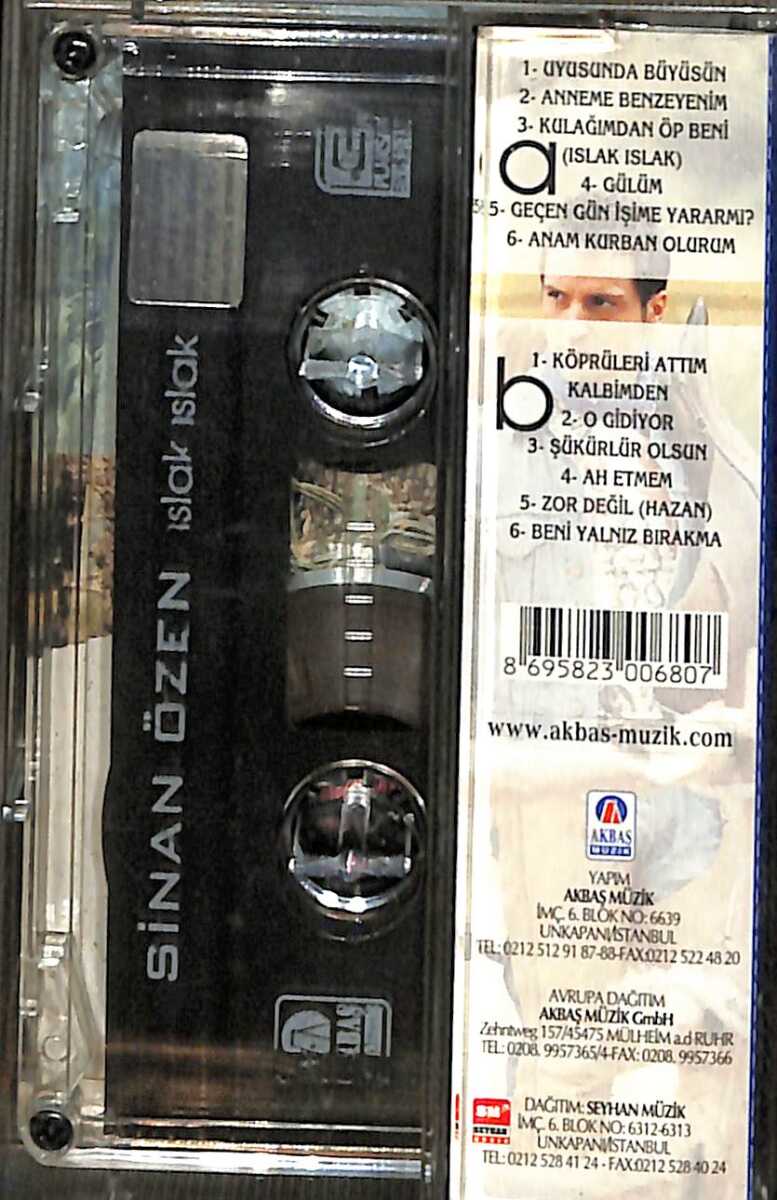 SİNAN ÖZEN ıslak ıslak
a
1- UYUSUNDA BÜYÜSÜN
2- ANNEME BENZEYENİM
3- KULAĞIMDAN ÖP BENİ
(ISLAK ISLAK)
4- GÜLÜM
5- GEÇEN GÜN İŞİME YARARMI?
6- ANAM KURBAN OLURUM
b
1- KÖPRÜLERİ ATTIM
KALBİMDEN
2- O GİDİYOR
3- ŞÜKÜRLÜR OLSUN
4- AH ETMEM
5- ZOR DEĞİL (HAZAN)
6- BENİ YALNIZ BIRAKMA
8 695823 006807
www.akbas-muzik.com
AKBAŞ
MÜZİK
YAPIM
AKBAŞ MÜZİK
İMÇ. 6. BLOK NO: 6639
UNKAPANI/İSTANBUL
TEL: 0212 512 91 87-88-FAX:0212 522 48 20
AVRUPA DAĞITIM
AKBAŞ MÜZİK GmbH
Zehntweg 157/45475 MÜLHEİM a.d RUHR
TEL: 0208. 9957365/4-FAX: 0208. 9957366
SM
SEYHAN
MÜZİK
DAĞITIM: SEYHAN MÜZİK
İMÇ. 6. BLOK NO: 6312-6313
UNKAPANI/İSTANBUL
TEL: 0212 528 41 24 - FAX:0212 528 40 24